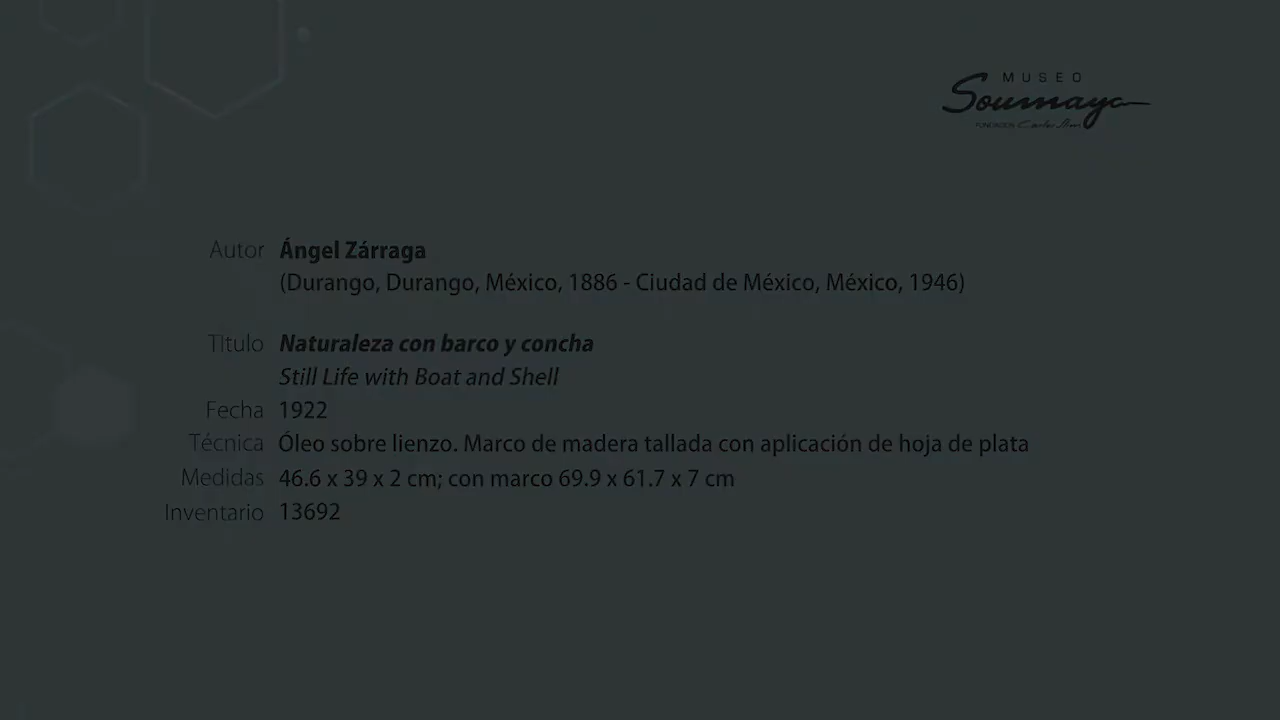 MUSEO
Soumaya
FUNDACIÓN Carlos Slim
Autor Ángel Zárraga
(Durango, Durango, México, 1886 - Ciudad de México, México, 1946)
Título Naturaleza con barco y concha
Still Life with Boat and Shell
Fecha 1922
Técnica Óleo sobre lienzo. Marco de madera tallada con aplicación de hoja de plata
Medidas 46.6 x 39 x 2 cm; con marco 69.9 x 61.7 x 7 cm
Inventario 13692